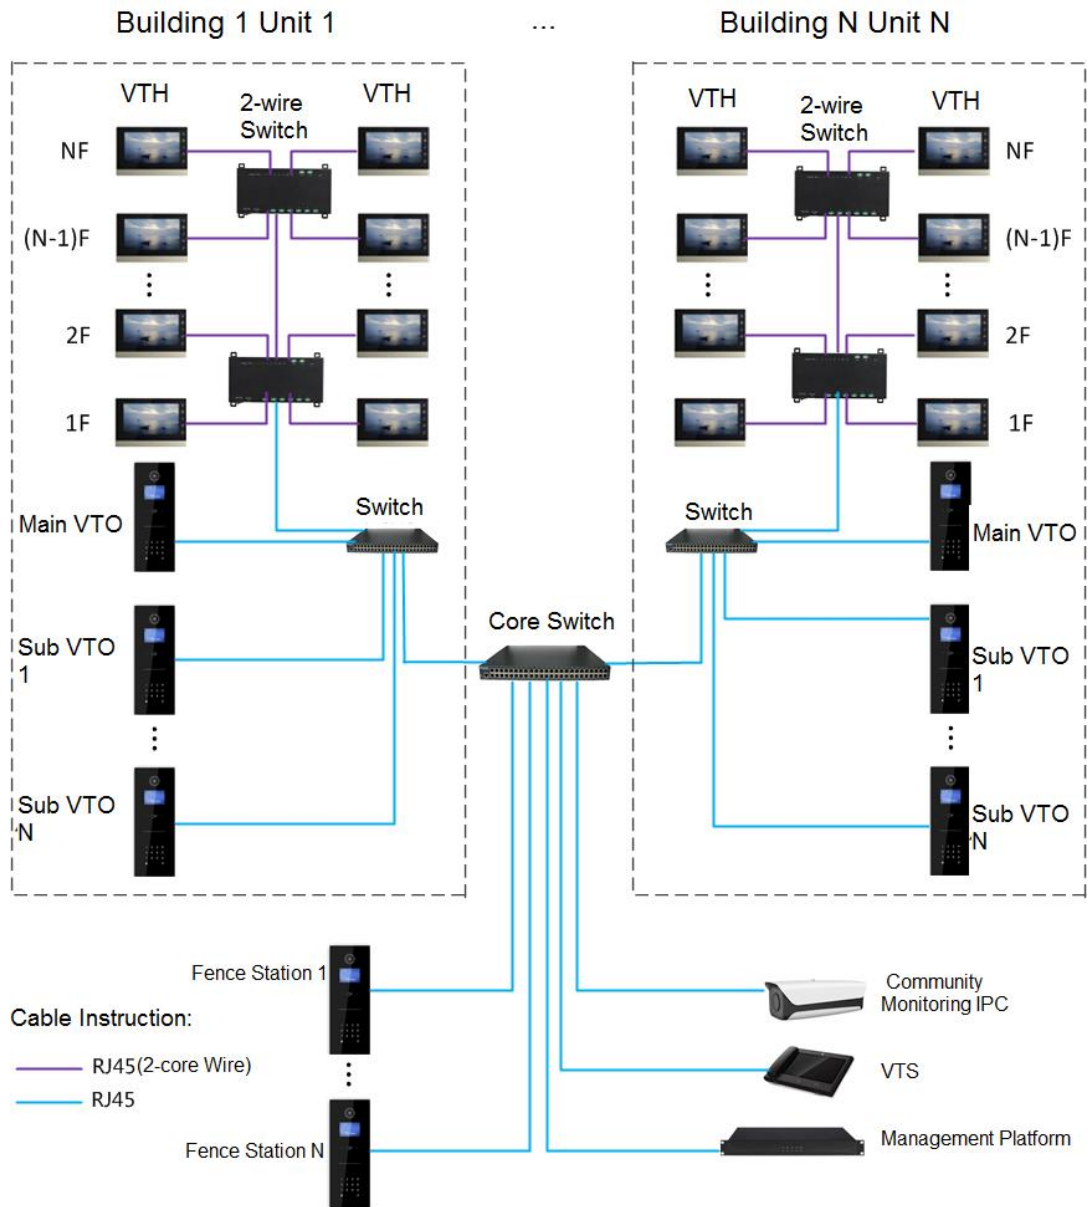 Building 1 Unit 1
...
Building N Unit N
VTH
2-wire
Switch
VTH
NF
(N-1)F
2F
1F
Main VTO
Switch
Sub VTO
1
Sub VTO
N
VTH
2-wire
Switch
VTH
NF
(N-1)F
2F
1F
Switch
Main VTO
Sub VTO
1
Sub VTO
N
Core Switch
Fence Station 1
Fence Station N
Community
Monitoring IPC
VTS
Management Platform
Cable Instruction:
RJ45(2-core Wire)
RJ45